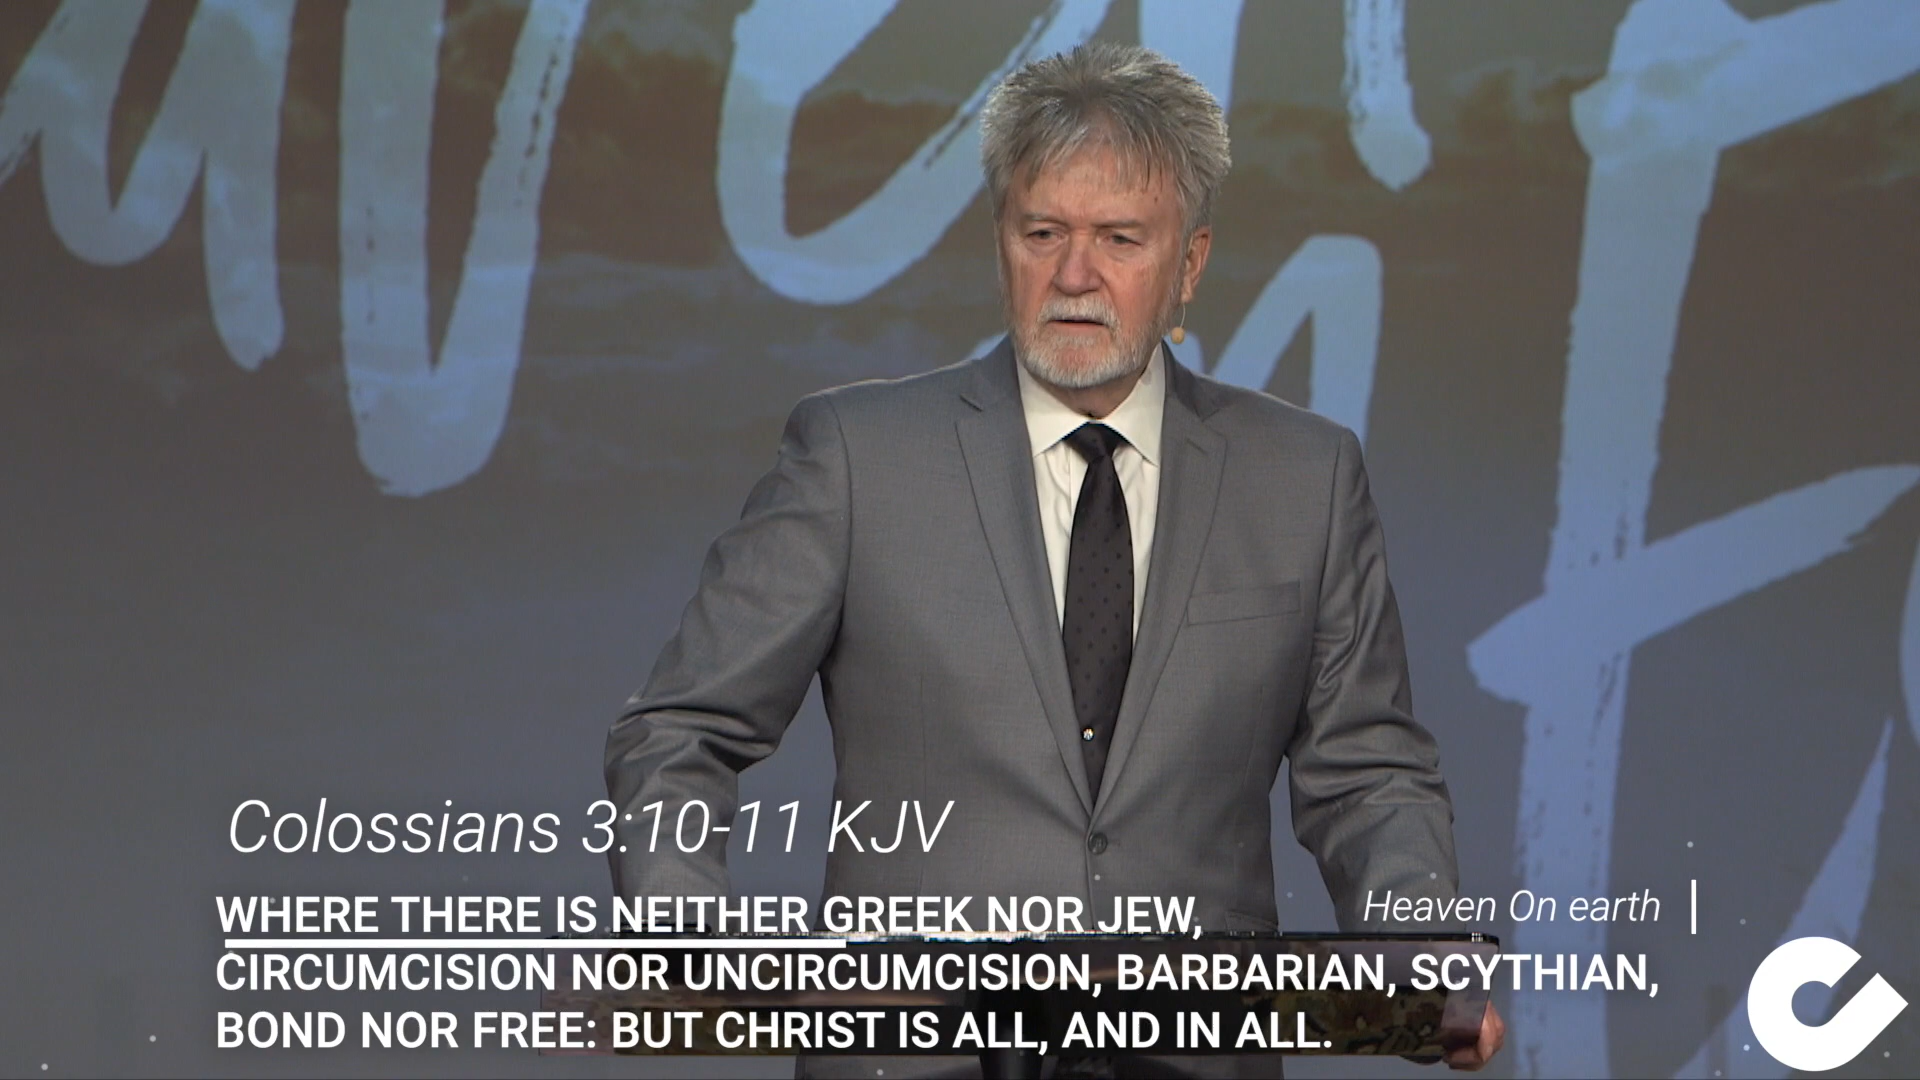 Colossians 3:10-11 KJV
WHERE THERE IS NEITHER GREEK NOR JEW,
CIRCUMCISION NOR UNCIRCUMCISION, BARBARIAN, SCYTHIAN,
BOND NOR FREE: BUT CHRIST IS ALL, AND IN ALL.
Heaven On earth